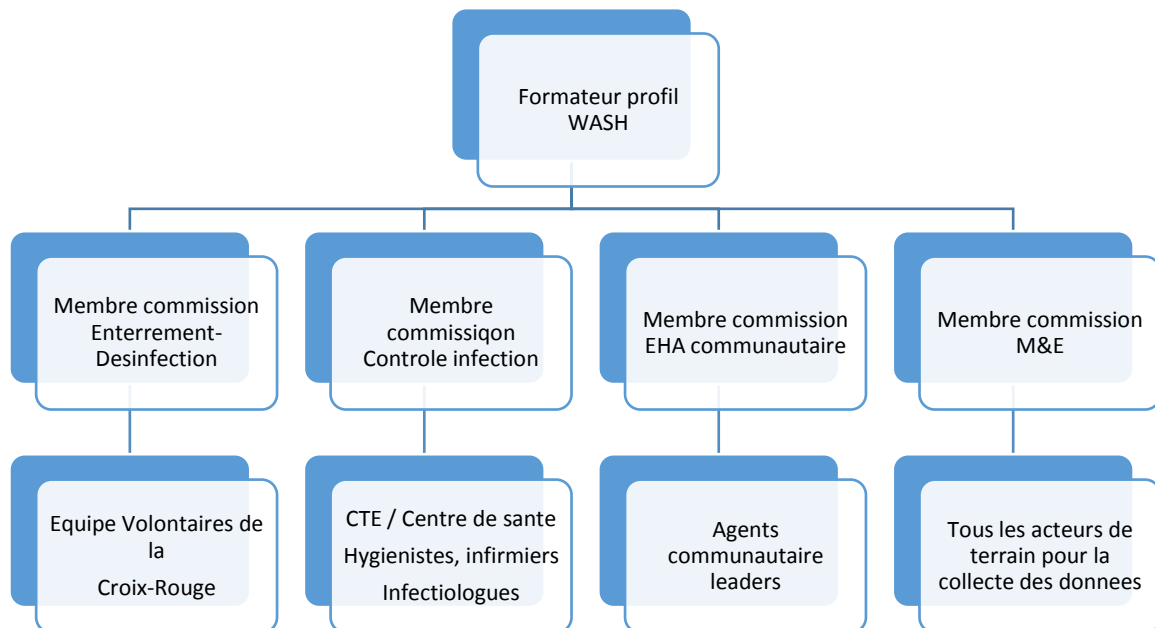 Formateur profil
WASH
Membre commission
Enterrement-
Desinfection
Membre
commissiqon
Controle infection
Membre commission
EHA communautaire
Membre commission
M&E
Equipe Volontaires de
la
Croix-Rouge
CTE / Centre de sante
Hygienistes, infirmiers
Infectiologues
Agents
communautaire
leaders
Tous les acteurs de
terrain pour la
collecte des donnees